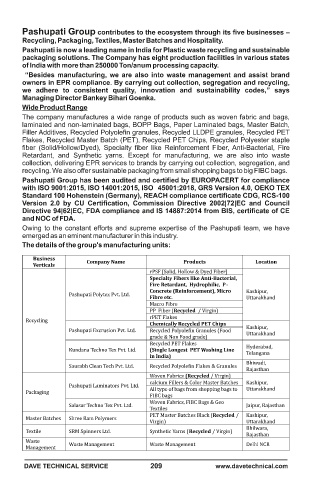 Pashupati Group contributes to the ecosystem through its five businesses –
Recycling, Packaging, Textiles, Master Batches and Hospitality.
Pashupati is now a leading name in India for Plastic waste recycling and sustainable
packaging solutions. The Company has eight production facilities in various states
of India with more than 250000 Ton/annum processing capacity.
“Besides manufacturing, we are also into waste management and assist brand
owners in EPR compliance. By carrying out collection, segregation and recycling,
we adhere to consistent quality, innovation and sustainability codes,” says
Managing Director Bankey Bihari Goenka.
Wide Product Range
The company manufactures a wide range of products such as woven fabric and bags,
laminated and non-laminated bags, BOPP Bags, Paper Laminated bags, Master Batch,
Filler Additives, Recycled Polyolefin granules, Recycled LLDPE granules, Recycled PET
Flakes, Recycled Master Batch (PET), Recycled PET Chips, Recycled Polyester staple
fiber (Solid/Hollow/Dyed), Specialty fiber like Reinforcement Fiber, Anti-Bacterial, Fire
Retardant, and Synthetic yarns. Except for manufacturing, we are also into waste
collection, delivering EPR services to brands by carrying out collection, segregation, and
recycling. We also offer sustainable packaging from small shopping bags to big FIBC bags.
Pashupati Group has been audited and certified by EUROPACERT for compliance
with ISO 9001:2015, ISO 14001:2015, ISO 45001:2018, GRS Version 4.0, OEKO TEX
Standard 100 Hohenstein (Germany), REACH compliance certificate CDG, RCS-100
Version 2.0 by CU Certification, Commission Directive 2002|72|EC and Council
Directive 94|62|EC, FDA compliance and IS 14887:2014 from BIS, certificate of CE
and NOC of FDA.
Owing to the constant efforts and supreme expertise of the Pashupati team, we have
emerged as an eminent manufacturer in this industry.
The details of the group's manufacturing units:
Business Verticals Company Name Products Location
Recycling
Pashupati Polytex Pvt. Ltd.
rPSF [Solid, Hollow & Dyed Fiber]
Specialty Fibers like Anti-Bacterial,
Fire Retardant, Hydrophilic, P-
Concrete (Reinforcement), Micro
Fibre etc.
Macro Fibre
PP Fiber (Recycled / Virgin)
rPET Flakes
Kashipur,
Uttarakhand
Pashupati Excrusion Pvt. Ltd.
Chemically Recycled PET Chips
Recycled Polyolefin Granules (Food
grade & Non Food grade)
Kashipur,
Uttarakhand
Kundana Techno Tex Pvt. Ltd.
Recycled PET Flakes
(Single Longest PET Washing Line
in India)
Hyderabad,
Telangana
Saurabh Clean Tech Pvt. Ltd.
Recycled Polyolefin Flakes & Granules
Bhiwadi,
Rajasthan
Packaging
Pashupati Laminators Pvt. Ltd.
Woven Fabrics (Recycled / Virgin)
calcium Fillers & Color Master Batches
All type of bags from shopping bags to
FIBC bags
Kashipur,
Uttarakhand
Salasar Techno Tex Pvt. Ltd.
Woven Fabrics, FIBC Bags & Geo
Textiles
Jaipur, Rajasthan
Master Batches
Shree Ram Polymers
PET Master Batches Black (Recycled /
Virgin)
Kashipur,
Uttarakhand
Textile
SRM Spinners Ltd.
Synthetic Yarns (Recycled / Virgin)
Bhilwara,
Rajasthan
Waste
Management
Waste Management
Waste Management
Delhi NCR
DAVE TECHNICAL SERVICE 209 www.davetechnical.com